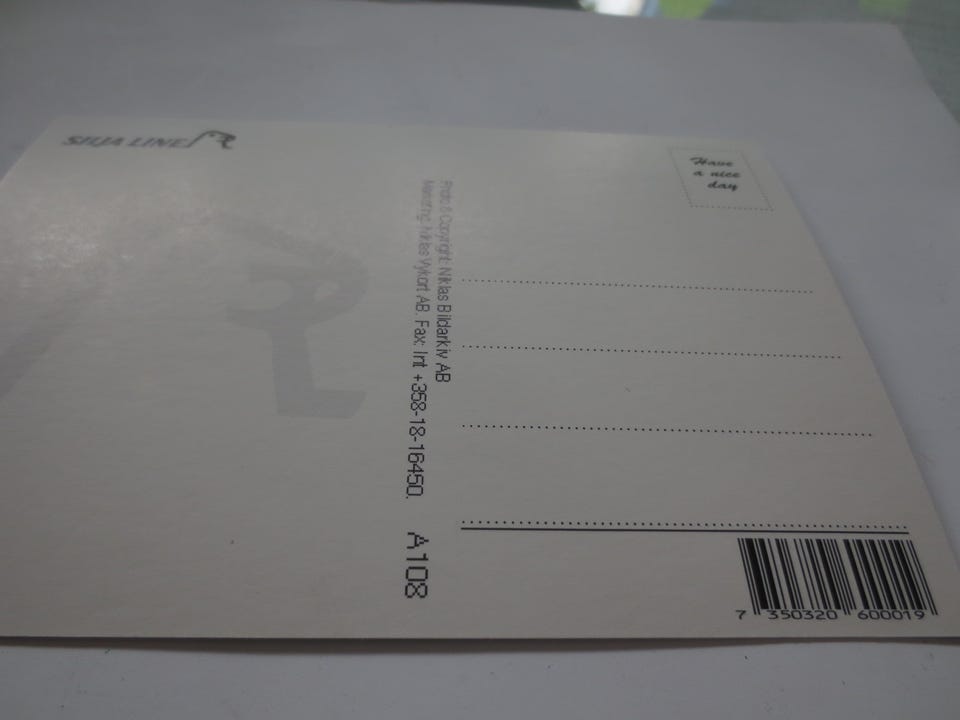 SILJA LINE
Have
a nice
day
Photo & Copyright: Niklas Bildarkiv AB
Marketing: Niklas Vykort AB. Fax: Int +358-18-16450.
A108
7 350320 600019